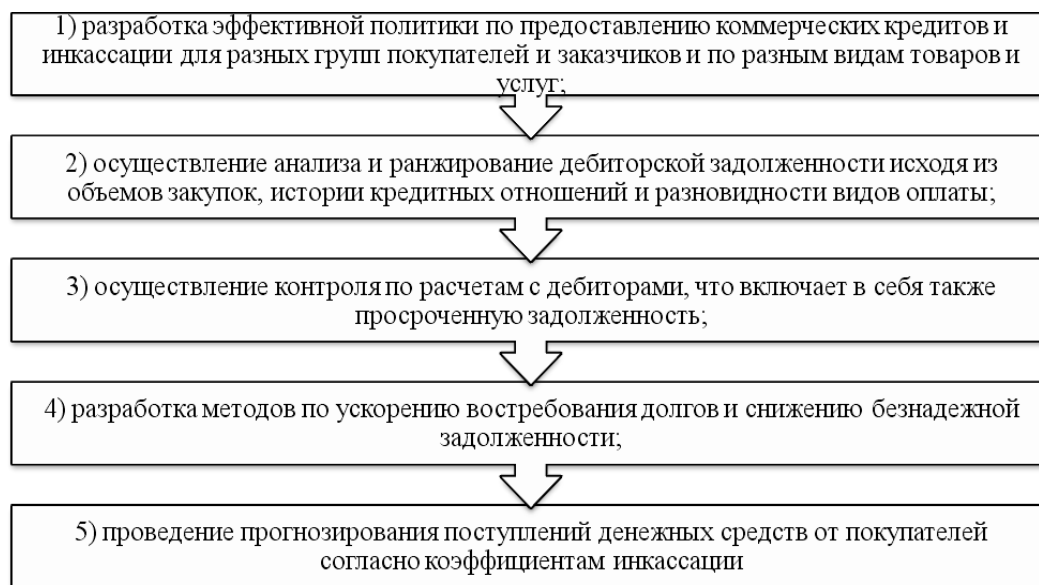 1) разработка эффективной политики по предоставлению коммерческих кредитов и
инкассации для разных групп покупателей и заказчиков и по разным видам товаров и
услуг;
2) осуществление анализа и ранжирование дебиторской задолженности исходя из
объемов закупок, истории кредитных отношений и разновидности видов оплаты;
3) осуществление контроля по расчетам с дебиторами, что включает в себя также
просроченную задолженность;
4) разработка методов по ускорению востребования долгов и снижению безнадежной
задолженности;
5) проведение прогнозирования поступлений денежных средств от покупателей
согласно коэффициентам инкассации